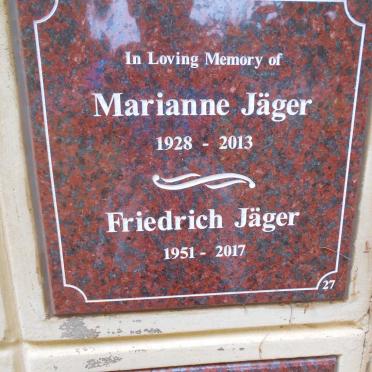 In Loving Memory of
Marianne Jäger
1928 - 2013
Friedrich Jäger
1951 - 2017
27